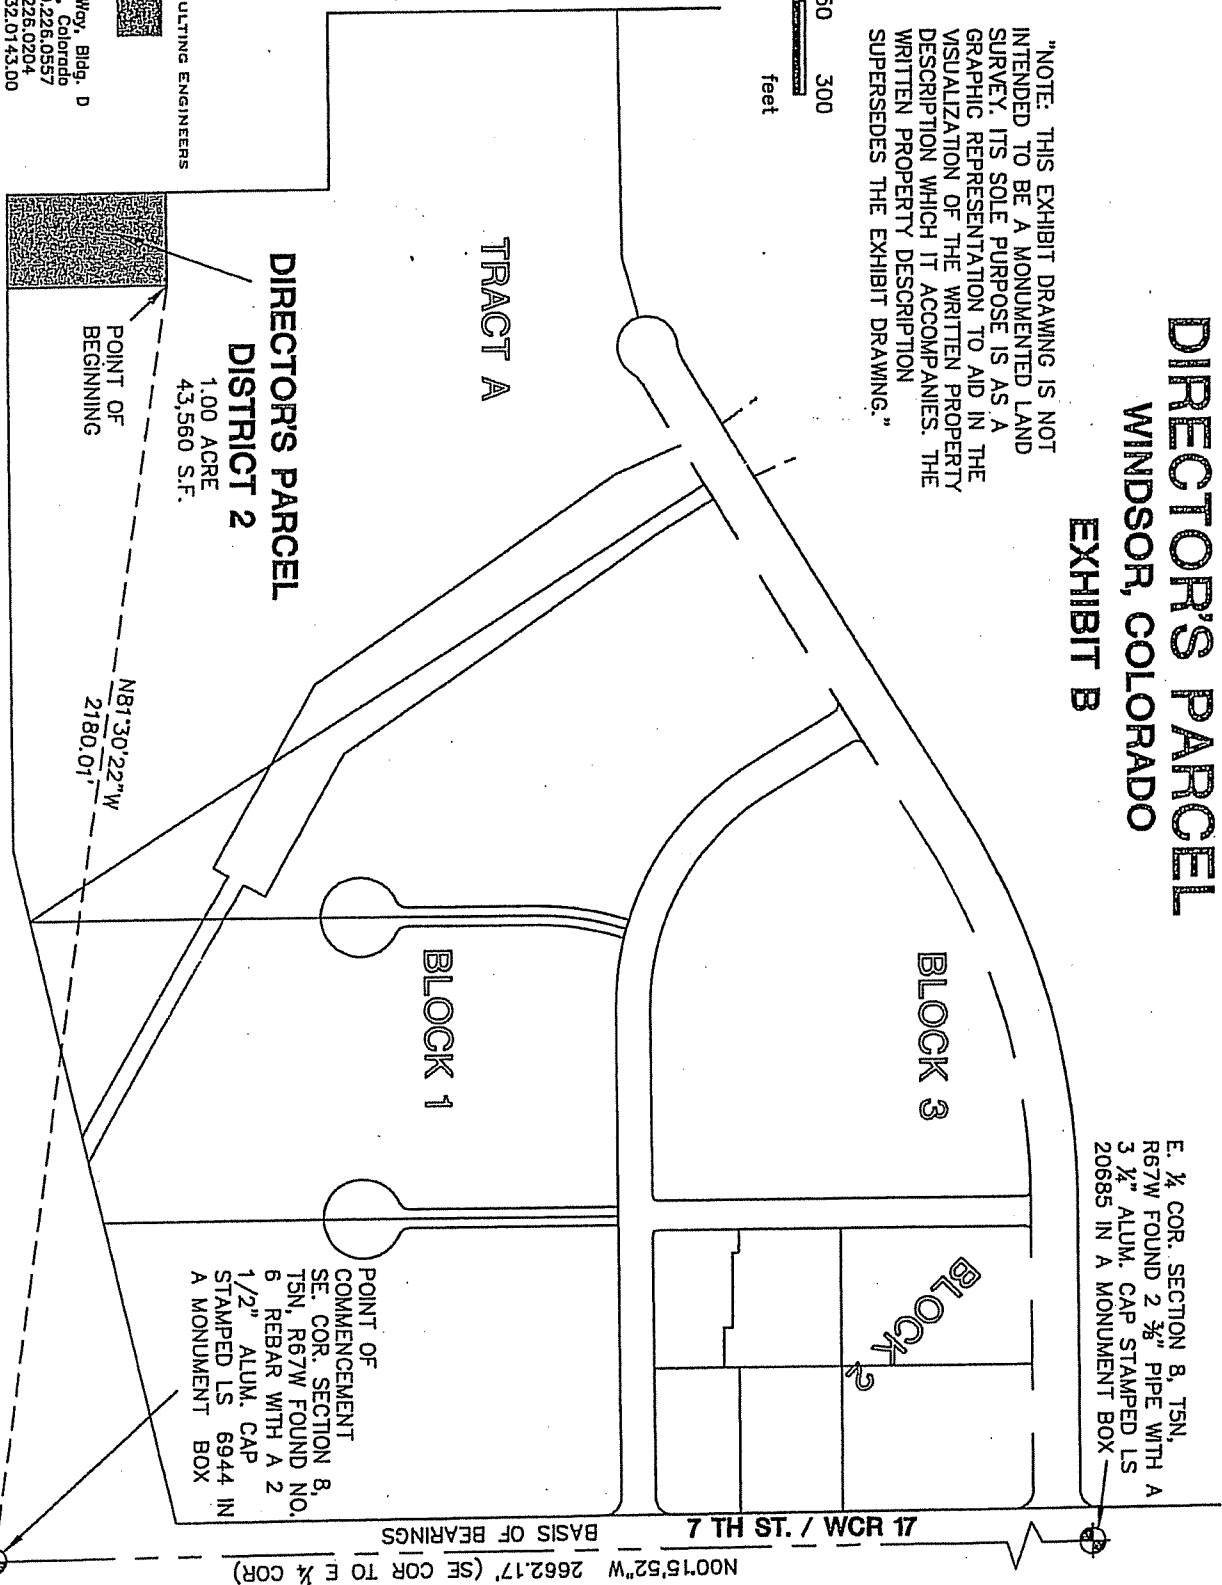 DIRECTOR'S PARCEL
WINDSOR, COLORADO
EXHIBIT B
"NOTE: THIS EXHIBIT DRAWING IS NOT
INTENDED TO BE A MONUMENTED LAND
SURVEY. ITS SOLE PURPOSE IS AS A
GRAPHIC REPRESENTATION TO AID IN THE
VISUALIZATION OF THE WRITTEN PROPERTY
DESCRIPTION WHICH IT ACCOMPANIES. THE
WRITTEN PROPERTY DESCRIPTION
SUPERSEDES THE EXHIBIT DRAWING."
300
feet
E. ¼ COR. SECTION 8, T5N,
R67W FOUND 2 ⅜" PIPE WITH A
3 ¼" ALUM. CAP STAMPED LS
20685 IN A MONUMENT BOX
BLOCK 3
BLOCK 2
TRACT A
BLOCK 1
DIRECTOR'S PARCEL
DISTRICT 2
1.00 ACRE
43,560 S.F.
POINT OF
BEGINNING
N81°30'22"W
2180.01'
POINT OF
COMMENCEMENT
SE. COR. SECTION 8,
T5N, R67W FOUND NO.
6 REBAR WITH A 2
1/2" ALUM. CAP
STAMPED LS 6944 IN
A MONUMENT BOX
7 TH ST. / WCR 17
BASIS OF BEARINGS
N00°15'52"W 2662.17' (SE COR TO E ¼ COR)
ULTING ENGINEERS
Way, Bldg. D
Colorado
.226.0557
226.0204
32.0143.00